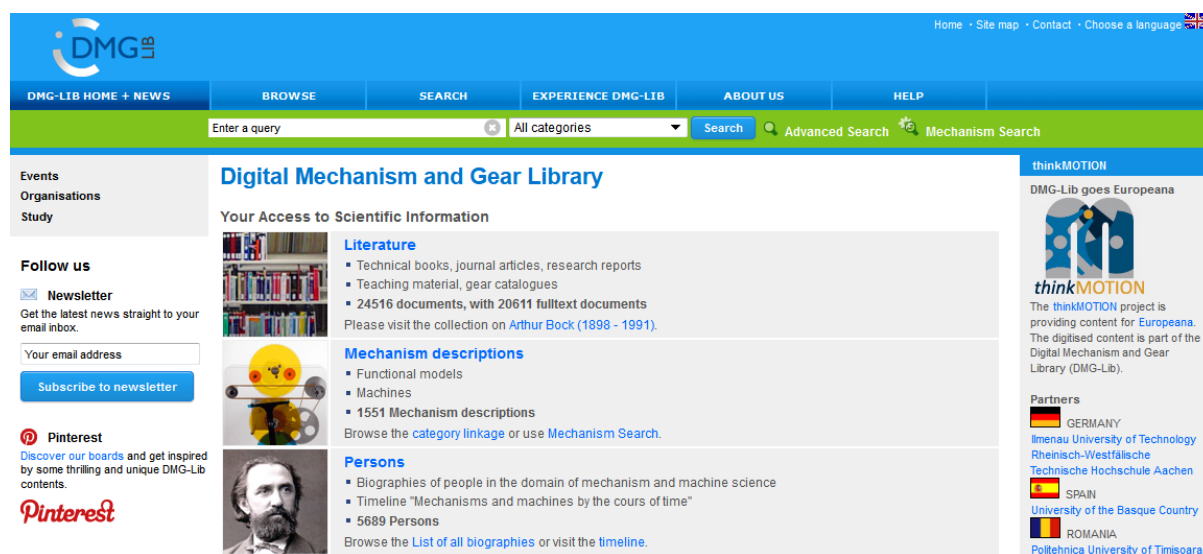 DMG LIB
Home · Site map · Contact · Choose a language
DMG-LIB HOME + NEWS BROWSE SEARCH EXPERIENCE DMG-LIB ABOUT US HELP
Enter a query All categories Search Advanced Search Mechanism Search
Events
Organisations
Study
Follow us
Newsletter
Get the latest news straight to your
email inbox.
Your email address
Subscribe to newsletter
Pinterest
Discover our boards and get inspired
by some thrilling and unique DMG-Lib
contents.
Pinterest
Digital Mechanism and Gear Library
Your Access to Scientific Information
Literature
Technical books, journal articles, research reports
Teaching material, gear catalogues
24516 documents, with 20611 fulltext documents
Please visit the collection on Arthur Bock (1898 - 1991).
Mechanism descriptions
Functional models
Machines
1551 Mechanism descriptions
Browse the category linkage or use Mechanism Search.
Persons
Biographies of people in the domain of mechanism and machine science
Timeline "Mechanisms and machines by the cours of time"
5689 Persons
Browse the List of all biographies or visit the timeline.
thinkMOTION
DMG-Lib goes Europeana
thinkMOTION
The thinkMOTION project is
providing content for Europeana.
The digitised content is part of the
Digital Mechanism and Gear
Library (DMG-Lib).
Partners
GERMANY
Ilmenau University of Technology
Rheinisch-Westfälische
Technische Hochschule Aachen
SPAIN
University of the Basque Country
ROMANIA
Politehnica University of Timisoara